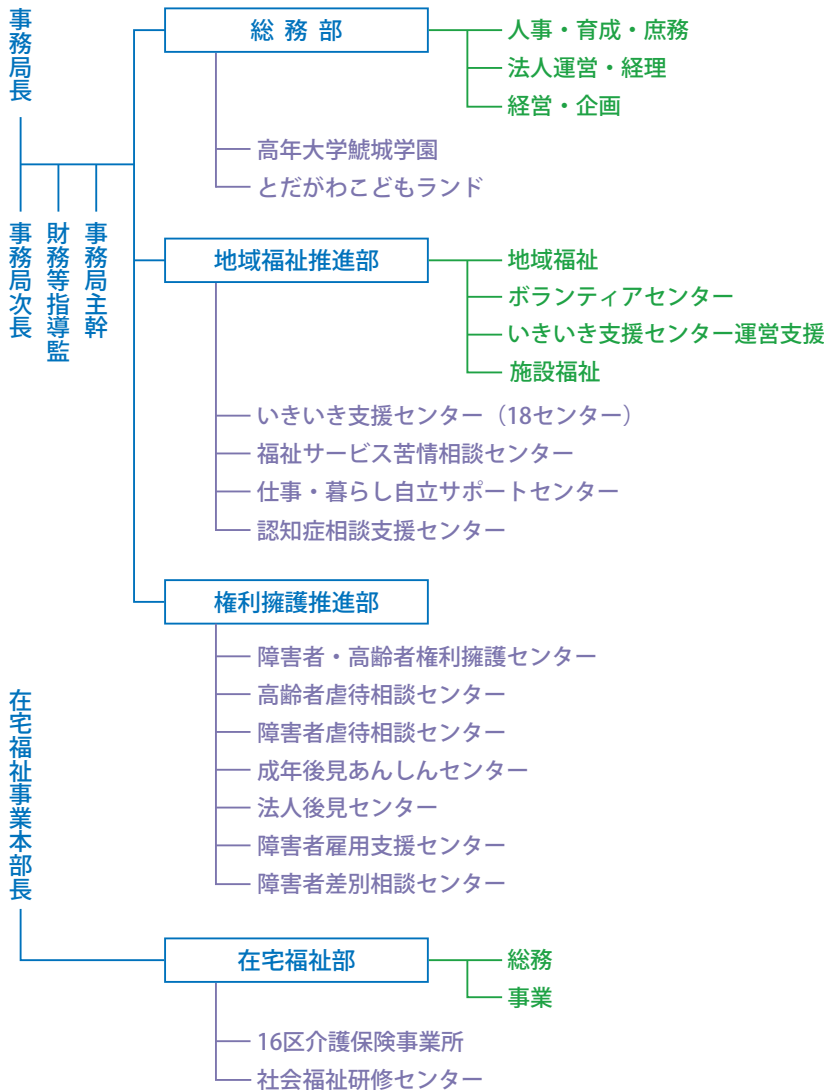 事務局長
総務部
人事・育成・庶務
法人運営・経理
経営・企画
高年大学鯱城学園
とだがわこどもランド
事務局次長
財務等指導監
事務局主幹
地域福祉推進部
地域福祉
ボランティアセンター
いきいき支援センター運営支援
施設福祉
いきいき支援センター（18センター）
福祉サービス苦情相談センター
仕事・暮らし自立サポートセンター
認知症相談支援センター
権利擁護推進部
障害者・高齢者権利擁護センター
高齢者虐待相談センター
障害者虐待相談センター
成年後見あんしんセンター
法人後見センター
障害者雇用支援センター
障害者差別相談センター
在宅福祉事業本部長
在宅福祉部
総務
事業
16区介護保険事業所
社会福祉研修センター